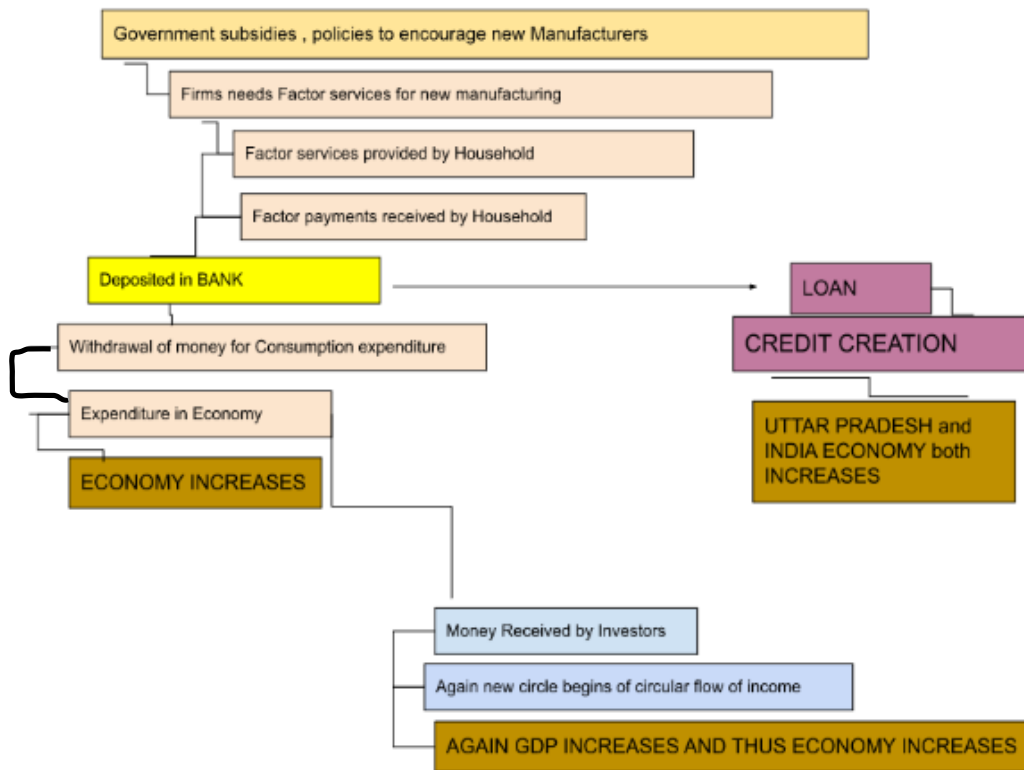 Government subsidies , policies to encourage new Manufacturers
Firms needs Factor services for new manufacturing
Factor services provided by Household
Factor payments received by Household
Deposited in BANK
LOAN
CREDIT CREATION
Withdrawal of money for Consumption expenditure
Expenditure in Economy
UTTAR PRADESH and
INDIA ECONOMY both
INCREASES
ECONOMY INCREASES
Money Received by Investors
Again new circle begins of circular flow of income
AGAIN GDP INCREASES AND THUS ECONOMY INCREASES